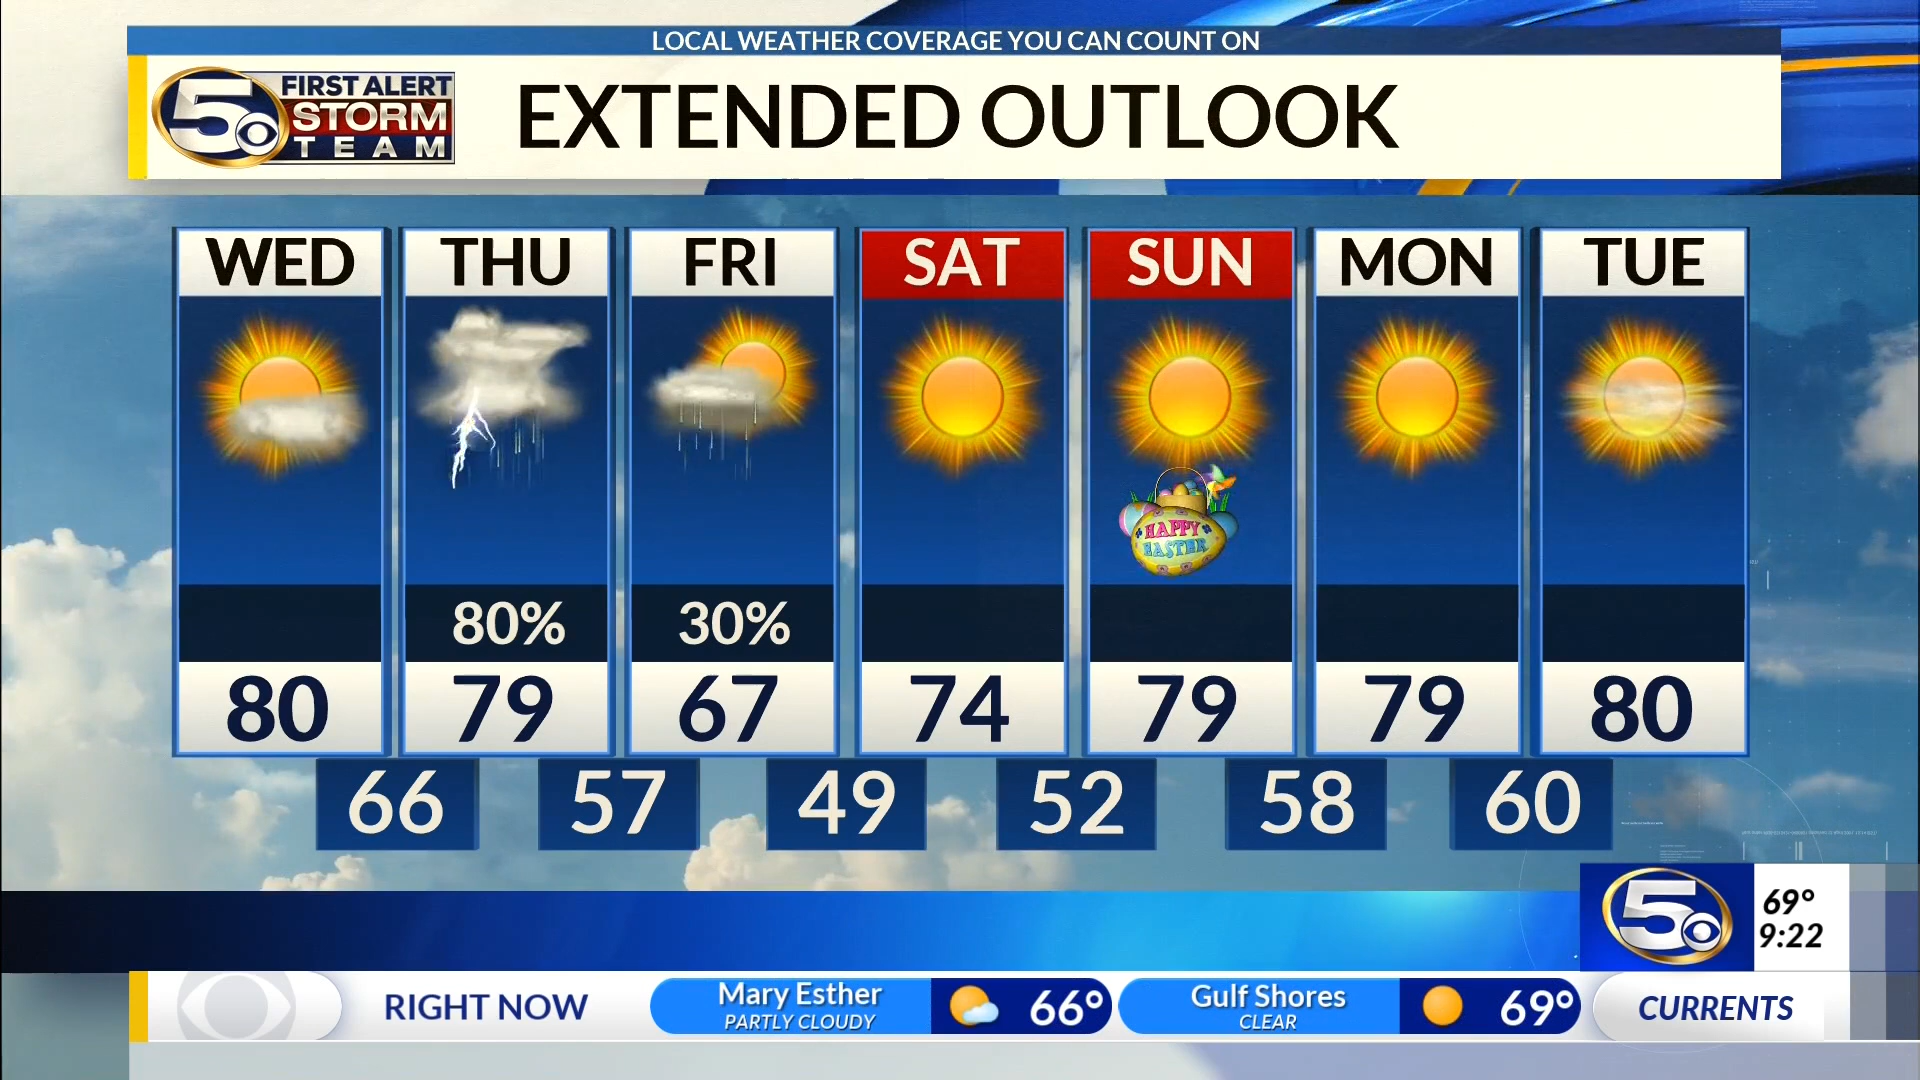 LOCAL WEATHER COVERAGE YOU CAN COUNT ON
5 FIRST ALERT
STORM
TEAM
EXTENDED OUTLOOK
WED THU FRI SAT SUN MON TUE
HAPPY
EASTER
80% 30%
80 79 67 74 79 79 80
66 57 49 52 58 60
5
69°
9:22
RIGHT NOW
Mary Esther
PARTLY CLOUDY
66°
Gulf Shores
CLEAR
69°
CURRENTS